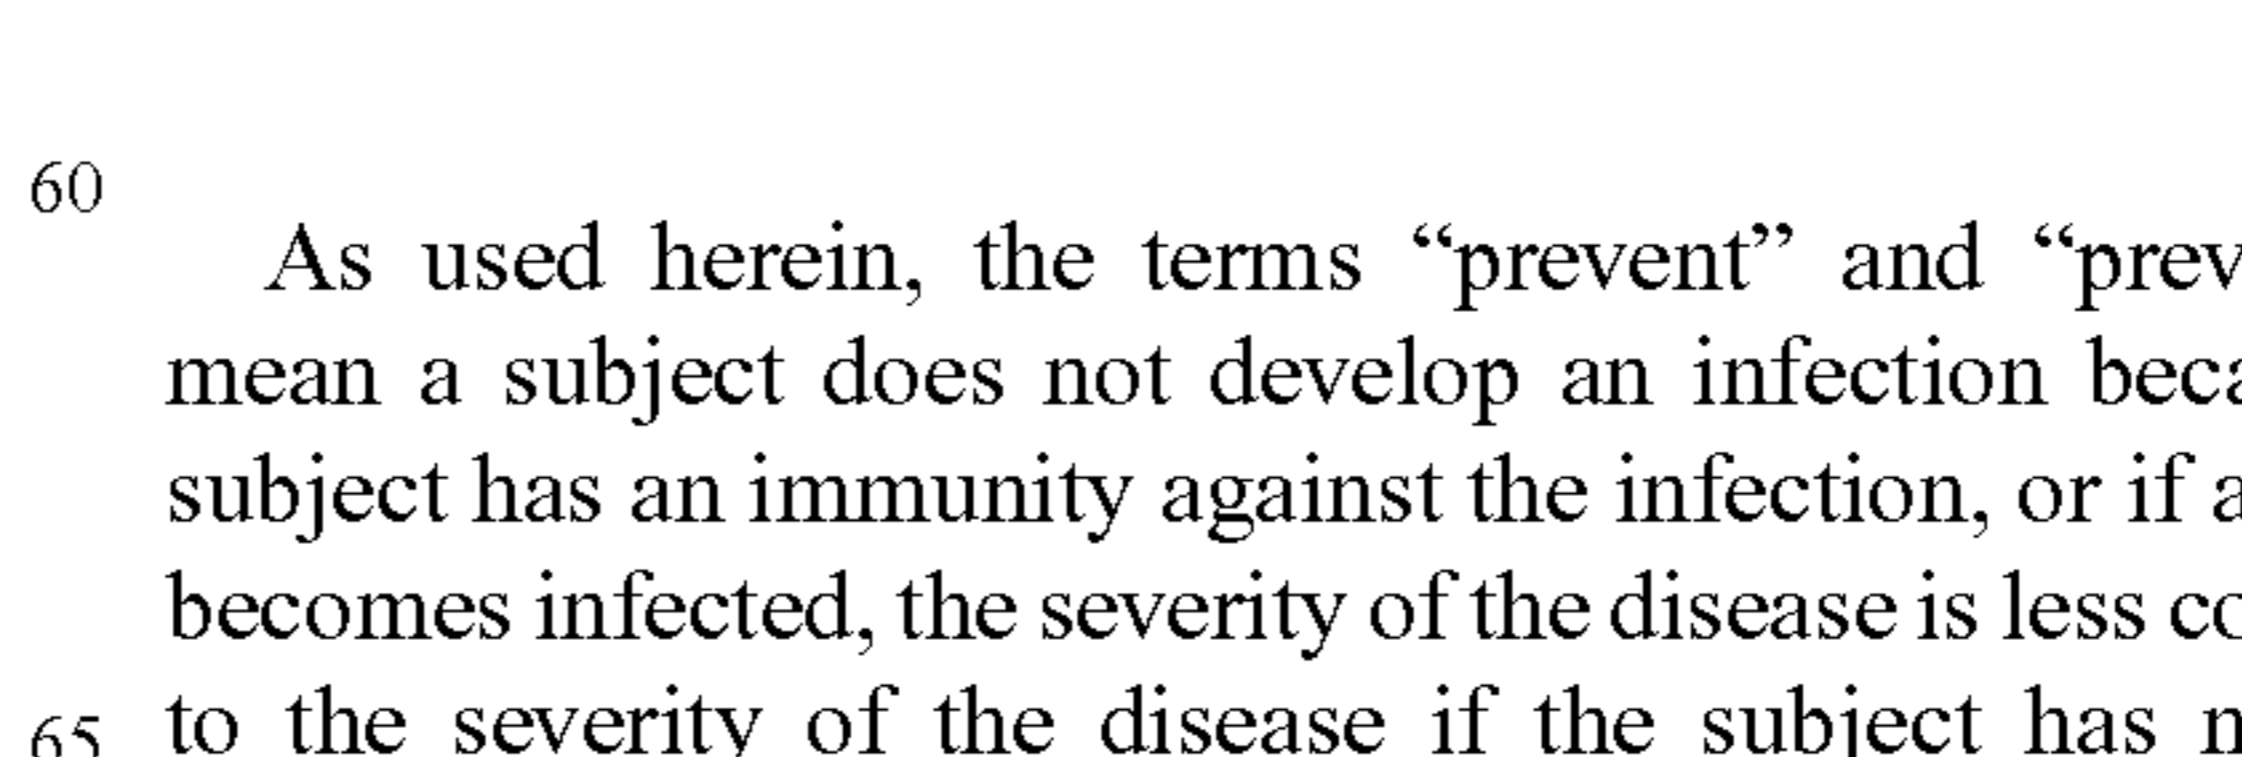 60
As used herein, the terms “prevent” and “prev
mean a subject does not develop an infection beca
subject has an immunity against the infection, or if a
becomes infected, the severity of the disease is less co
65 to the severity of the disease if the subject has n